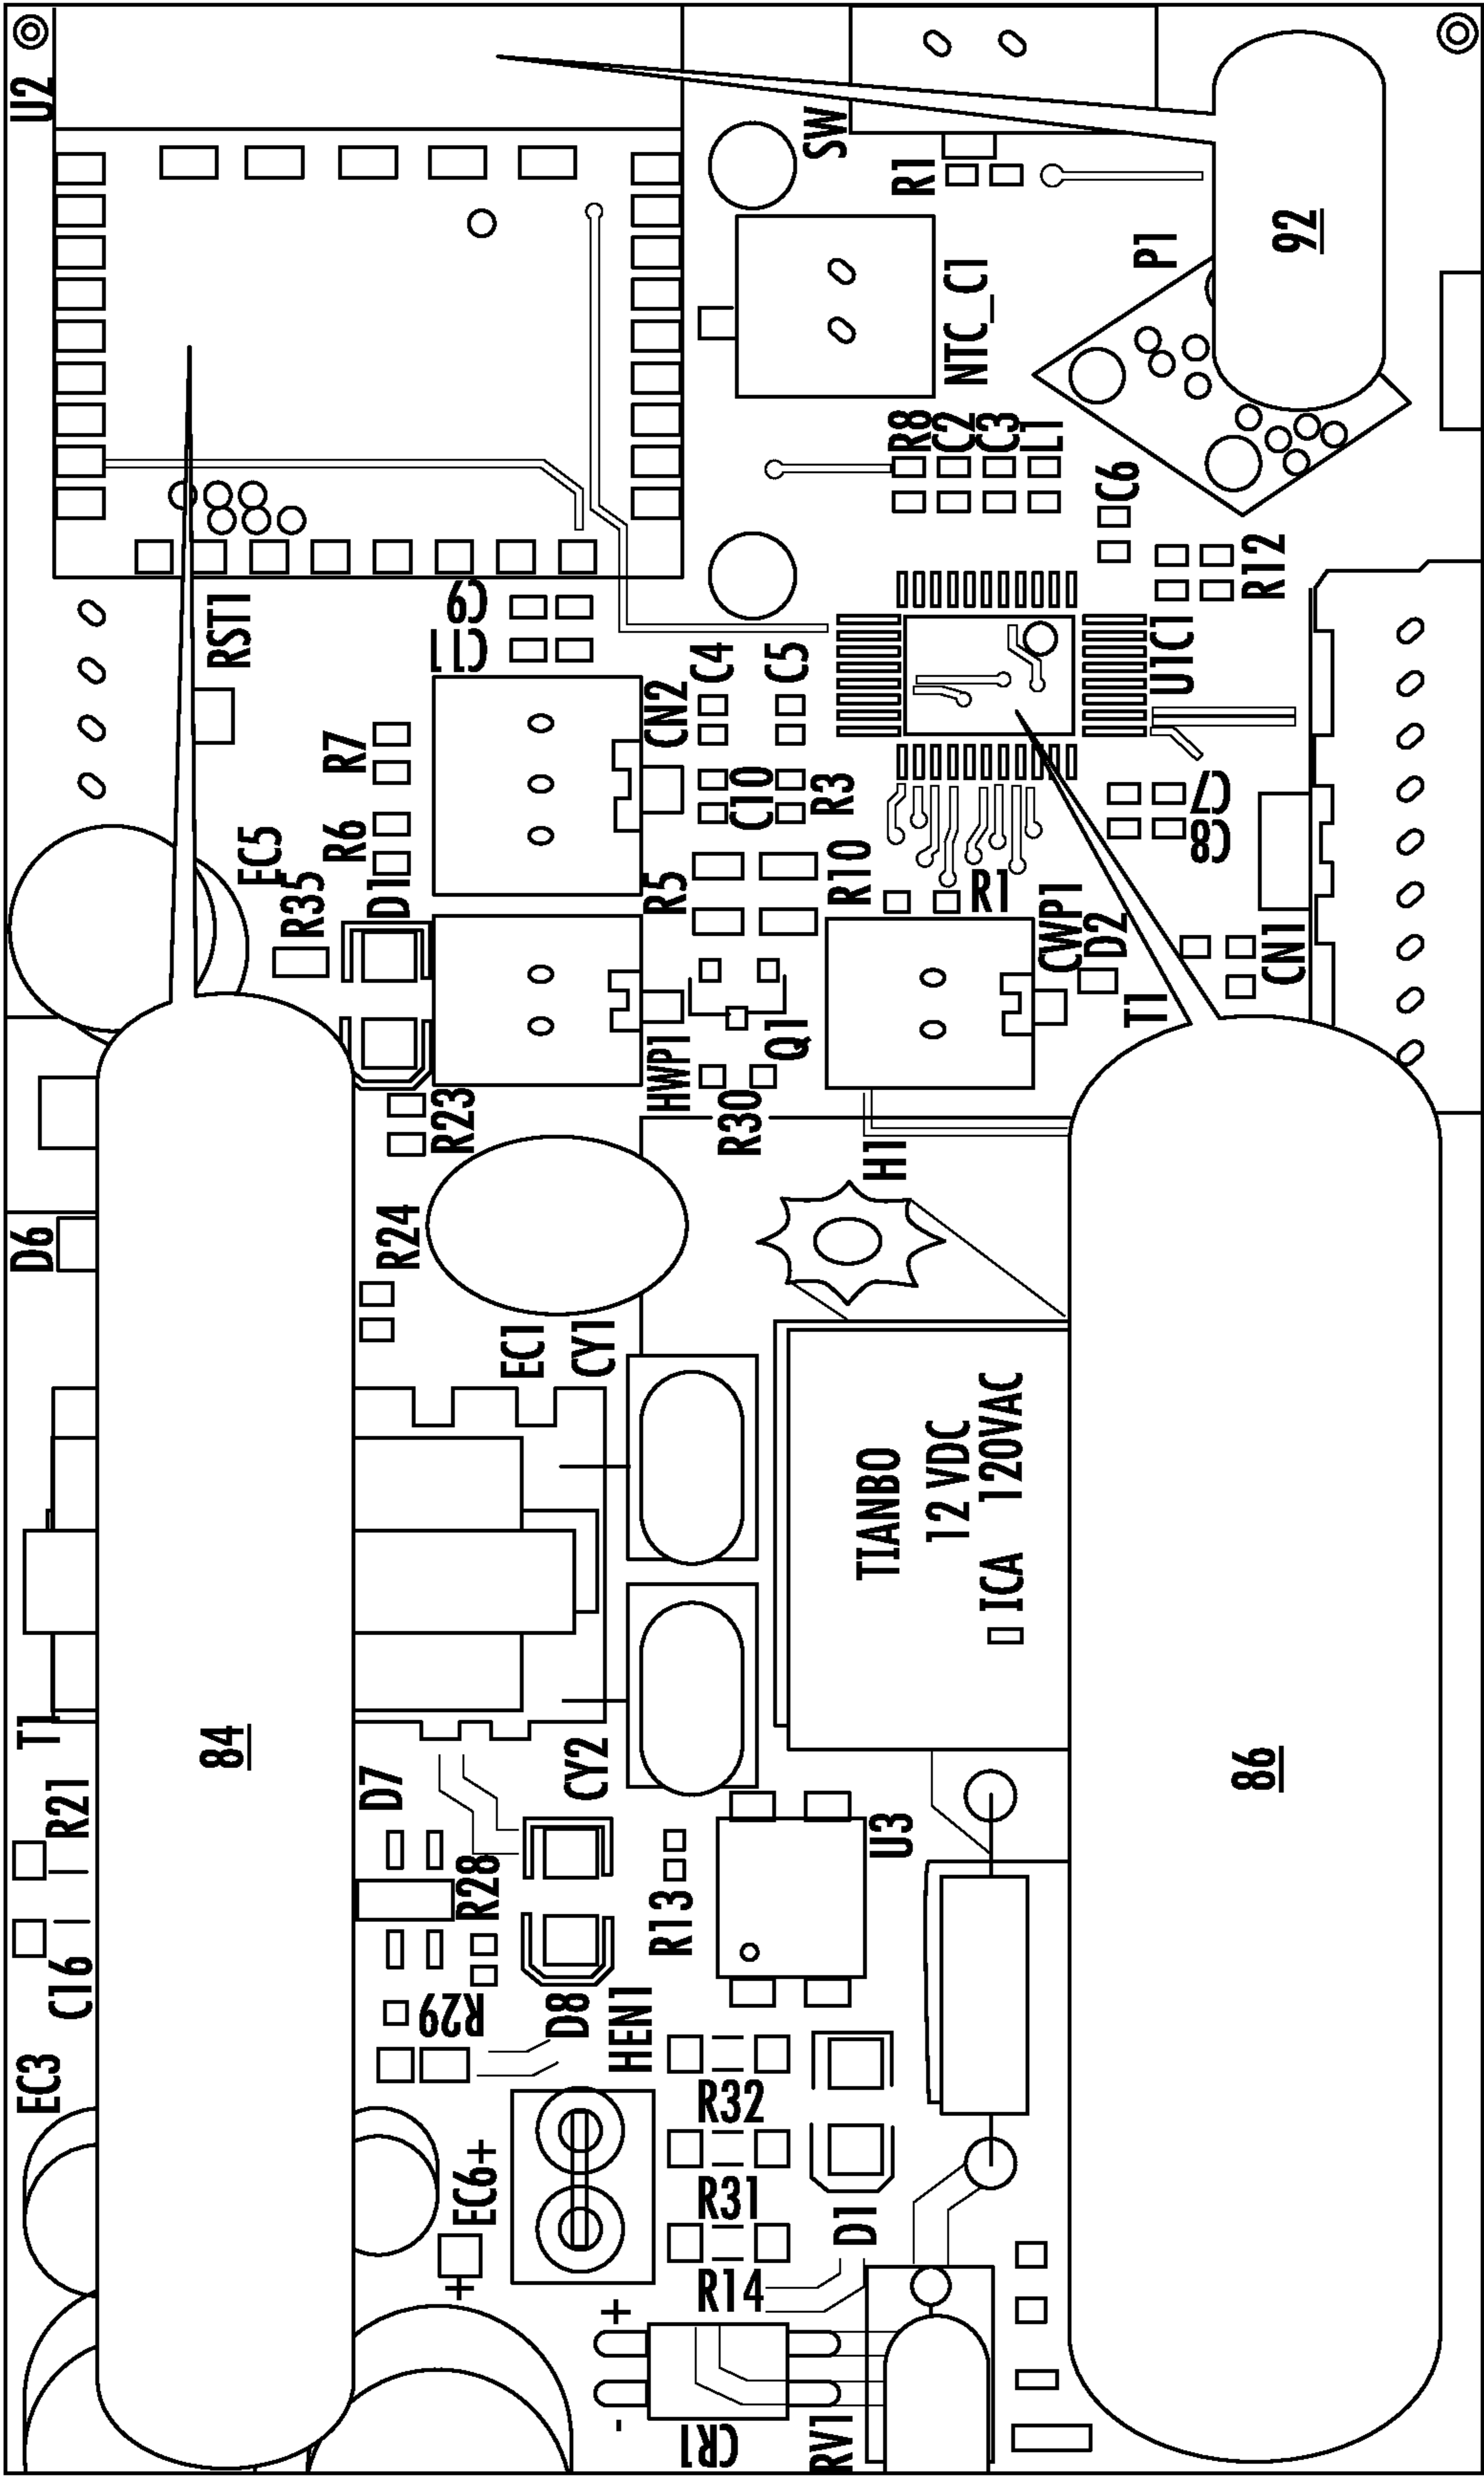 U2
SW
R1
P1
92
NTC_C1
R8
C2
C3
L1
C6
R12
RST1
C9
C11
C4
C5
U1C1
CN2
R7
R6
C10
R3
C7
C8
EC5
R35
D1
R5
R10
R1
CWP1
D2
CN1
T1
HWP1
Q1
R30
R23
H1
D6
R24
EC1
CY1
TIANBO
12 VDC
ICA 120VAC
T1
84
86
R21
D7
CY2
U3
R28
R13
C16
R29
D8
HEN1
EC3
R32
EC6+
R31
D1
+
R14
+
-
CR1
RV1